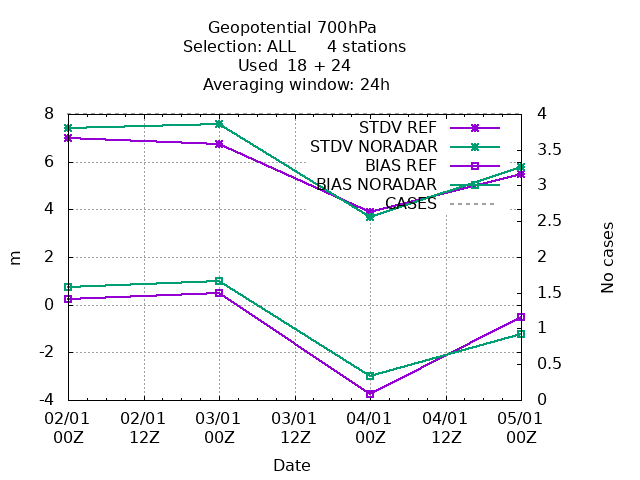 Geopotential 700hPa
Selection: ALL 4 stations
Used 18 + 24
Averaging window: 24h
8
6
4
2
0
-2
-4
m
4
3.5
3
2.5
2
1.5
1
0.5
0
No cases
STDV REF
STDV NORADAR
BIAS REF
BIAS NORADAR
CASES
02/01 02/01 03/01 03/01 04/01 04/01 05/01
00Z 12Z 00Z 12Z 00Z 12Z 00Z
Date